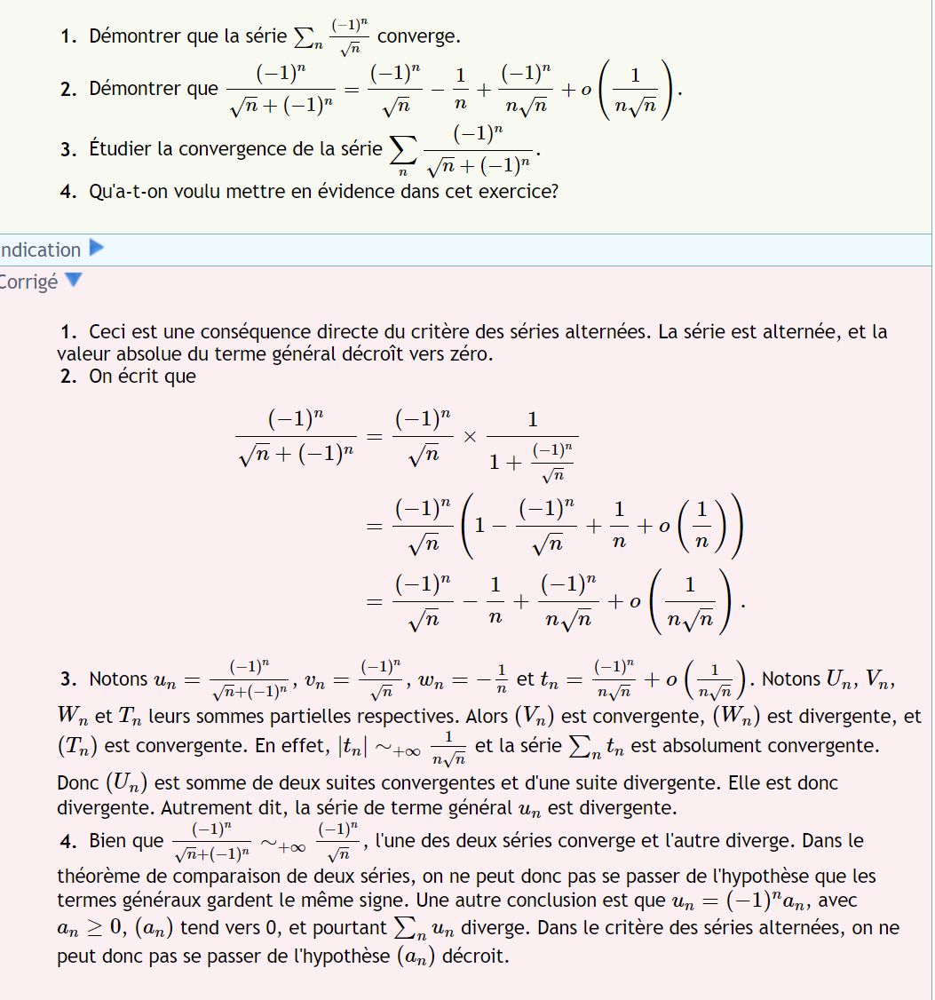 1. Démontrer que la série $\sum_n \frac{(-1)^n}{\sqrt{n}}$ converge.
2. Démontrer que $\frac{(-1)^n}{\sqrt{n}+(-1)^n} = \frac{(-1)^n}{\sqrt{n}} - \frac{1}{n} + \frac{(-1)^n}{n\sqrt{n}} + o\left(\frac{1}{n\sqrt{n}}\right).$
3. Étudier la convergence de la série $\sum_n \frac{(-1)^n}{\sqrt{n}+(-1)^n}.$
4. Qu'a-t-on voulu mettre en évidence dans cet exercice?
ndication
Corrigé
1. Ceci est une conséquence directe du critère des séries alternées. La série est alternée, et la
valeur absolue du terme général décroît vers zéro.
2. On écrit que
$\frac{(-1)^n}{\sqrt{n}+(-1)^n} = \frac{(-1)^n}{\sqrt{n}} \times \frac{1}{1+\frac{(-1)^n}{\sqrt{n}}}$
$= \frac{(-1)^n}{\sqrt{n}} \left(1 - \frac{(-1)^n}{\sqrt{n}} + \frac{1}{n} + o\left(\frac{1}{n}\right)\right)$
$= \frac{(-1)^n}{\sqrt{n}} - \frac{1}{n} + \frac{(-1)^n}{n\sqrt{n}} + o\left(\frac{1}{n\sqrt{n}}\right).$
3. Notons $u_n = \frac{(-1)^n}{\sqrt{n}+(-1)^n}$, $v_n = \frac{(-1)^n}{\sqrt{n}}$, $w_n = -\frac{1}{n}$ et $t_n = \frac{(-1)^n}{n\sqrt{n}} + o\left(\frac{1}{n\sqrt{n}}\right)$. Notons $U_n$, $V_n$,
$W_n$ et $T_n$ leurs sommes partielles respectives. Alors $(V_n)$ est convergente, $(W_n)$ est divergente, et
$(T_n)$ est convergente. En effet, $|t_n| \sim_{+\infty} \frac{1}{n\sqrt{n}}$ et la série $\sum_n t_n$ est absolument convergente.
Donc $(U_n)$ est somme de deux suites convergentes et d'une suite divergente. Elle est donc
divergente. Autrement dit, la série de terme général $u_n$ est divergente.
4. Bien que $\frac{(-1)^n}{\sqrt{n}+(-1)^n} \sim_{+\infty} \frac{(-1)^n}{\sqrt{n}}$, l'une des deux séries converge et l'autre diverge. Dans le
théorème de comparaison de deux séries, on ne peut donc pas se passer de l'hypothèse que les
termes généraux gardent le même signe. Une autre conclusion est que $u_n = (-1)^n a_n$, avec
$a_n \geq 0$, $(a_n)$ tend vers 0, et pourtant $\sum_n u_n$ diverge. Dans le critère des séries alternées, on ne
peut donc pas se passer de l'hypothèse $(a_n)$ décroit.